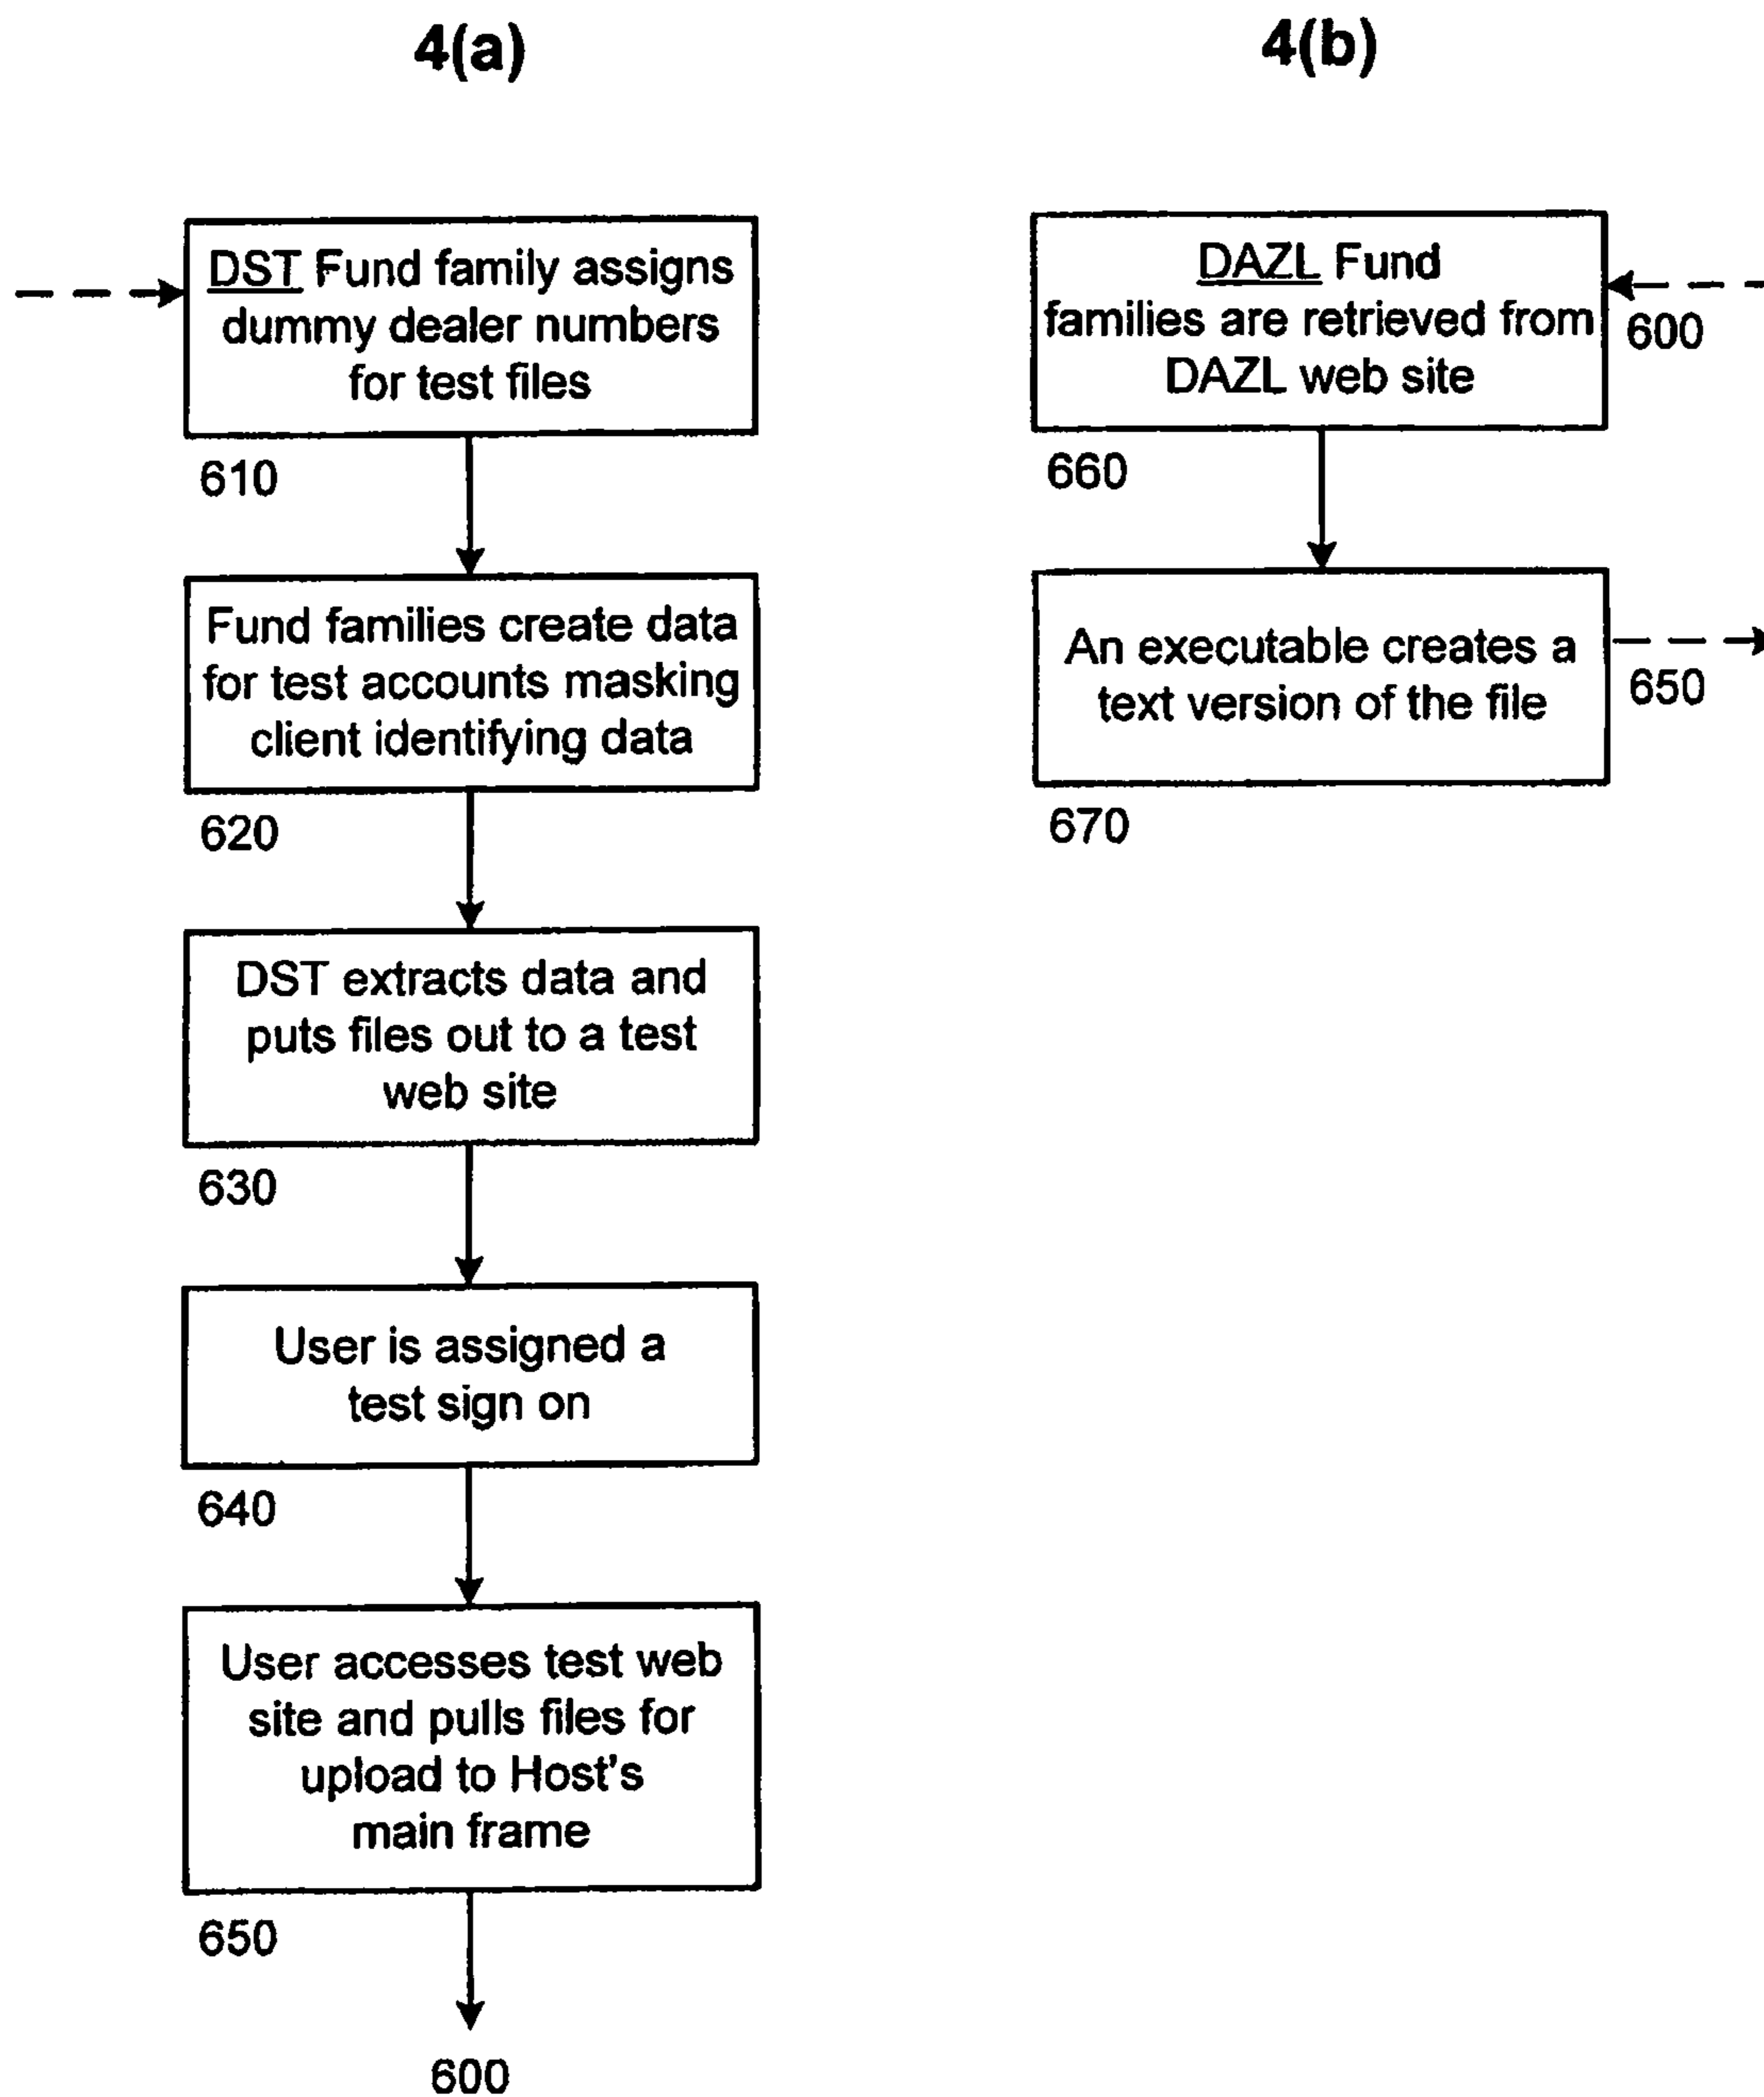 4(a)
DST Fund family assigns
dummy dealer numbers
for test files
610
Fund families create data
for test accounts masking
client identifying data
620
DST extracts data and
puts files out to a test
web site
630
User is assigned a
test sign on
640
User accesses test web
site and pulls files for
upload to Host's
main frame
650
600
4(b)
DAZL Fund
families are retrieved from
DAZL web site
600
660
An executable creates a
text version of the file
650
670